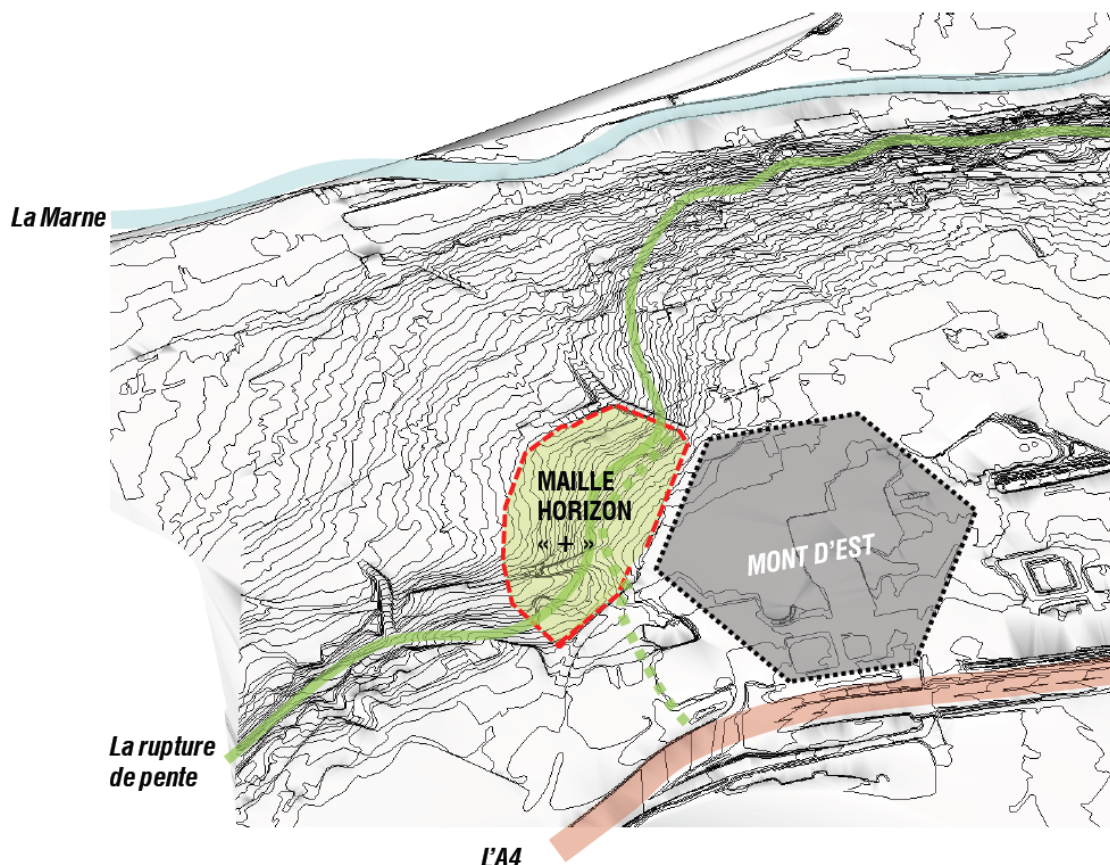 La Marne
MAILLE
HORIZON
« + »
MONT D'EST
La rupture
de pente
L'A4